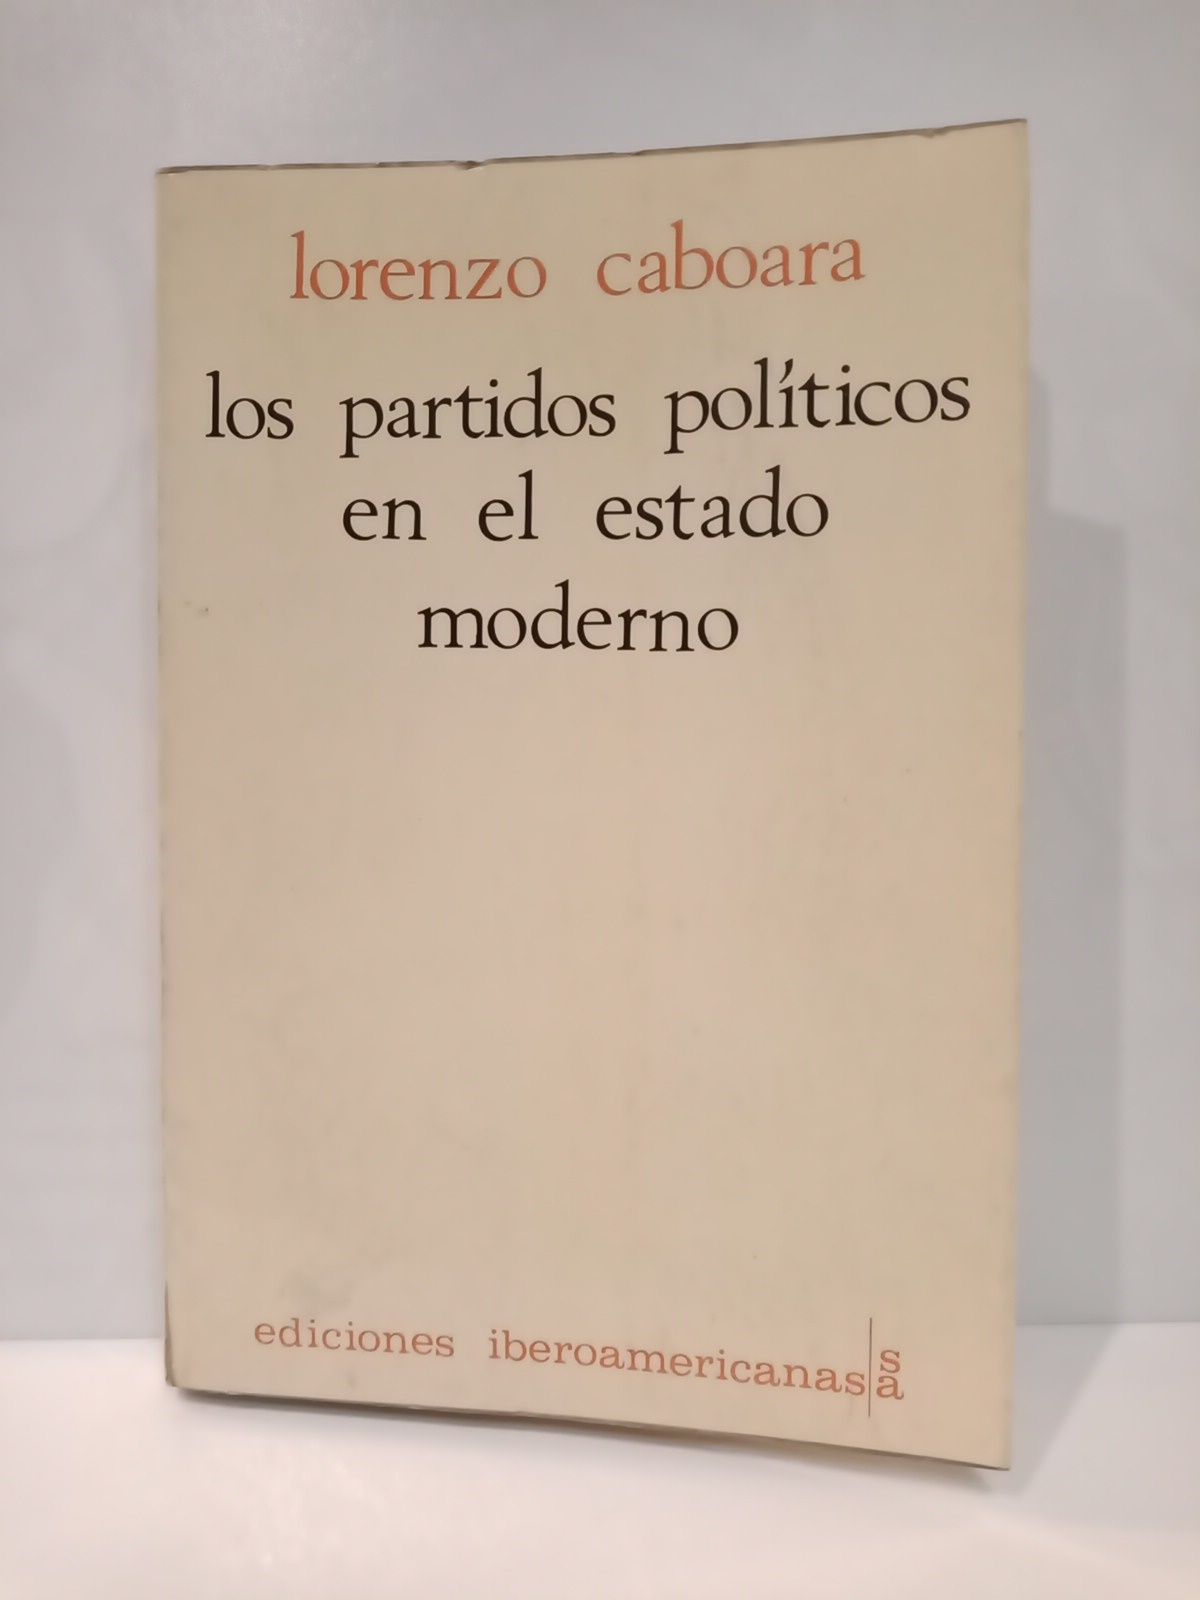 lorenzo caboara
los partidos políticos
en el estado
moderno
ediciones iberoamericanas
s
a